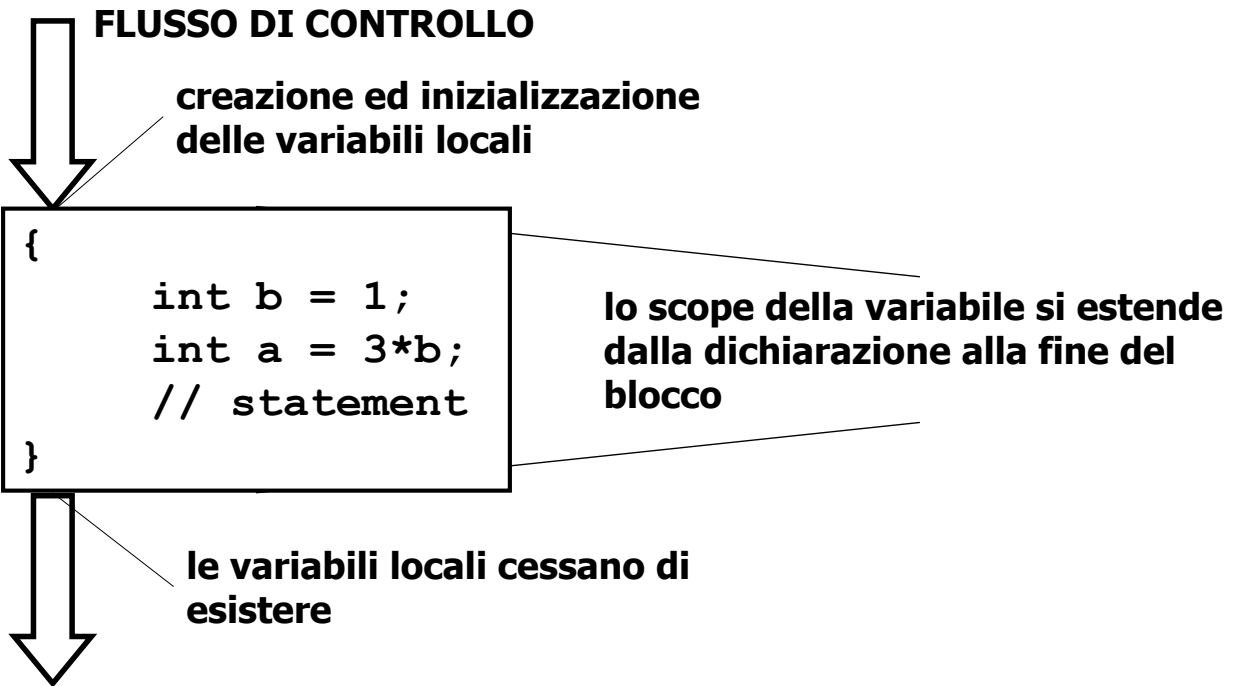 FLUSSO DI CONTROLLO
creazione ed inizializzazione
delle variabili locali
{
int b = 1;
int a = 3*b;
// statement
}
lo scope della variabile si estende
dalla dichiarazione alla fine del
blocco
le variabili locali cessano di
esistere